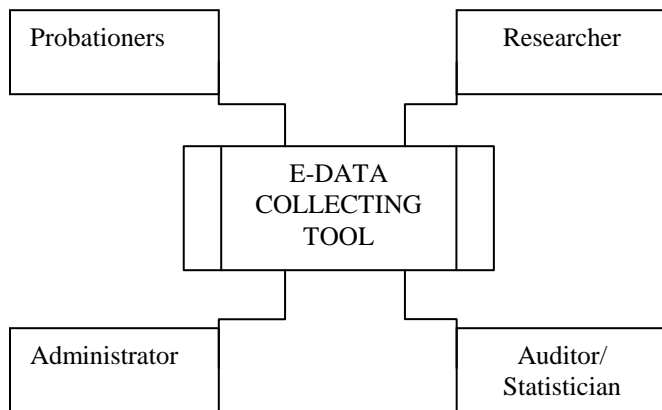 Probationers
Researcher
E-DATA
COLLECTING
TOOL
Administrator
Auditor/
Statistician